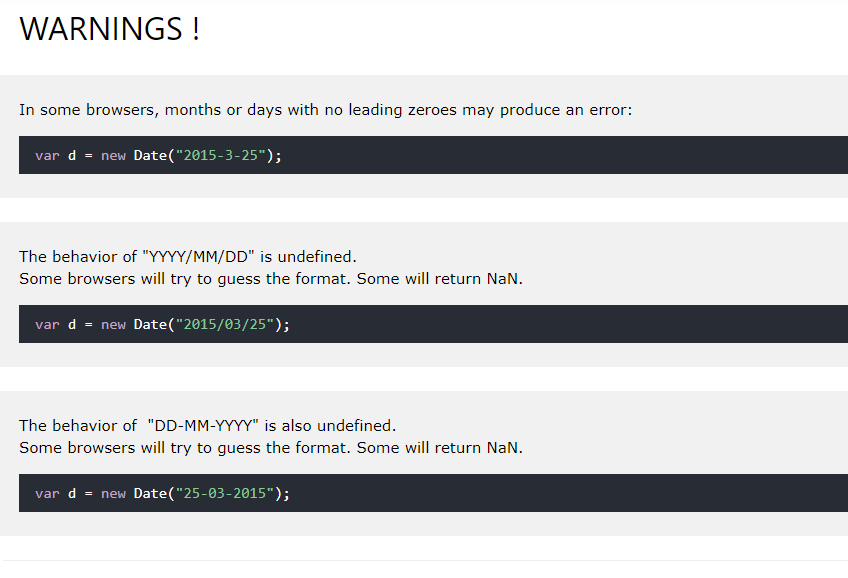 WARNINGS !
In some browsers, months or days with no leading zeroes may produce an error:
var d = new Date("2015-3-25");
The behavior of "YYYY/MM/DD" is undefined.
Some browsers will try to guess the format. Some will return NaN.
var d = new Date("2015/03/25");
The behavior of  "DD-MM-YYYY" is also undefined.
Some browsers will try to guess the format. Some will return NaN.
var d = new Date("25-03-2015");